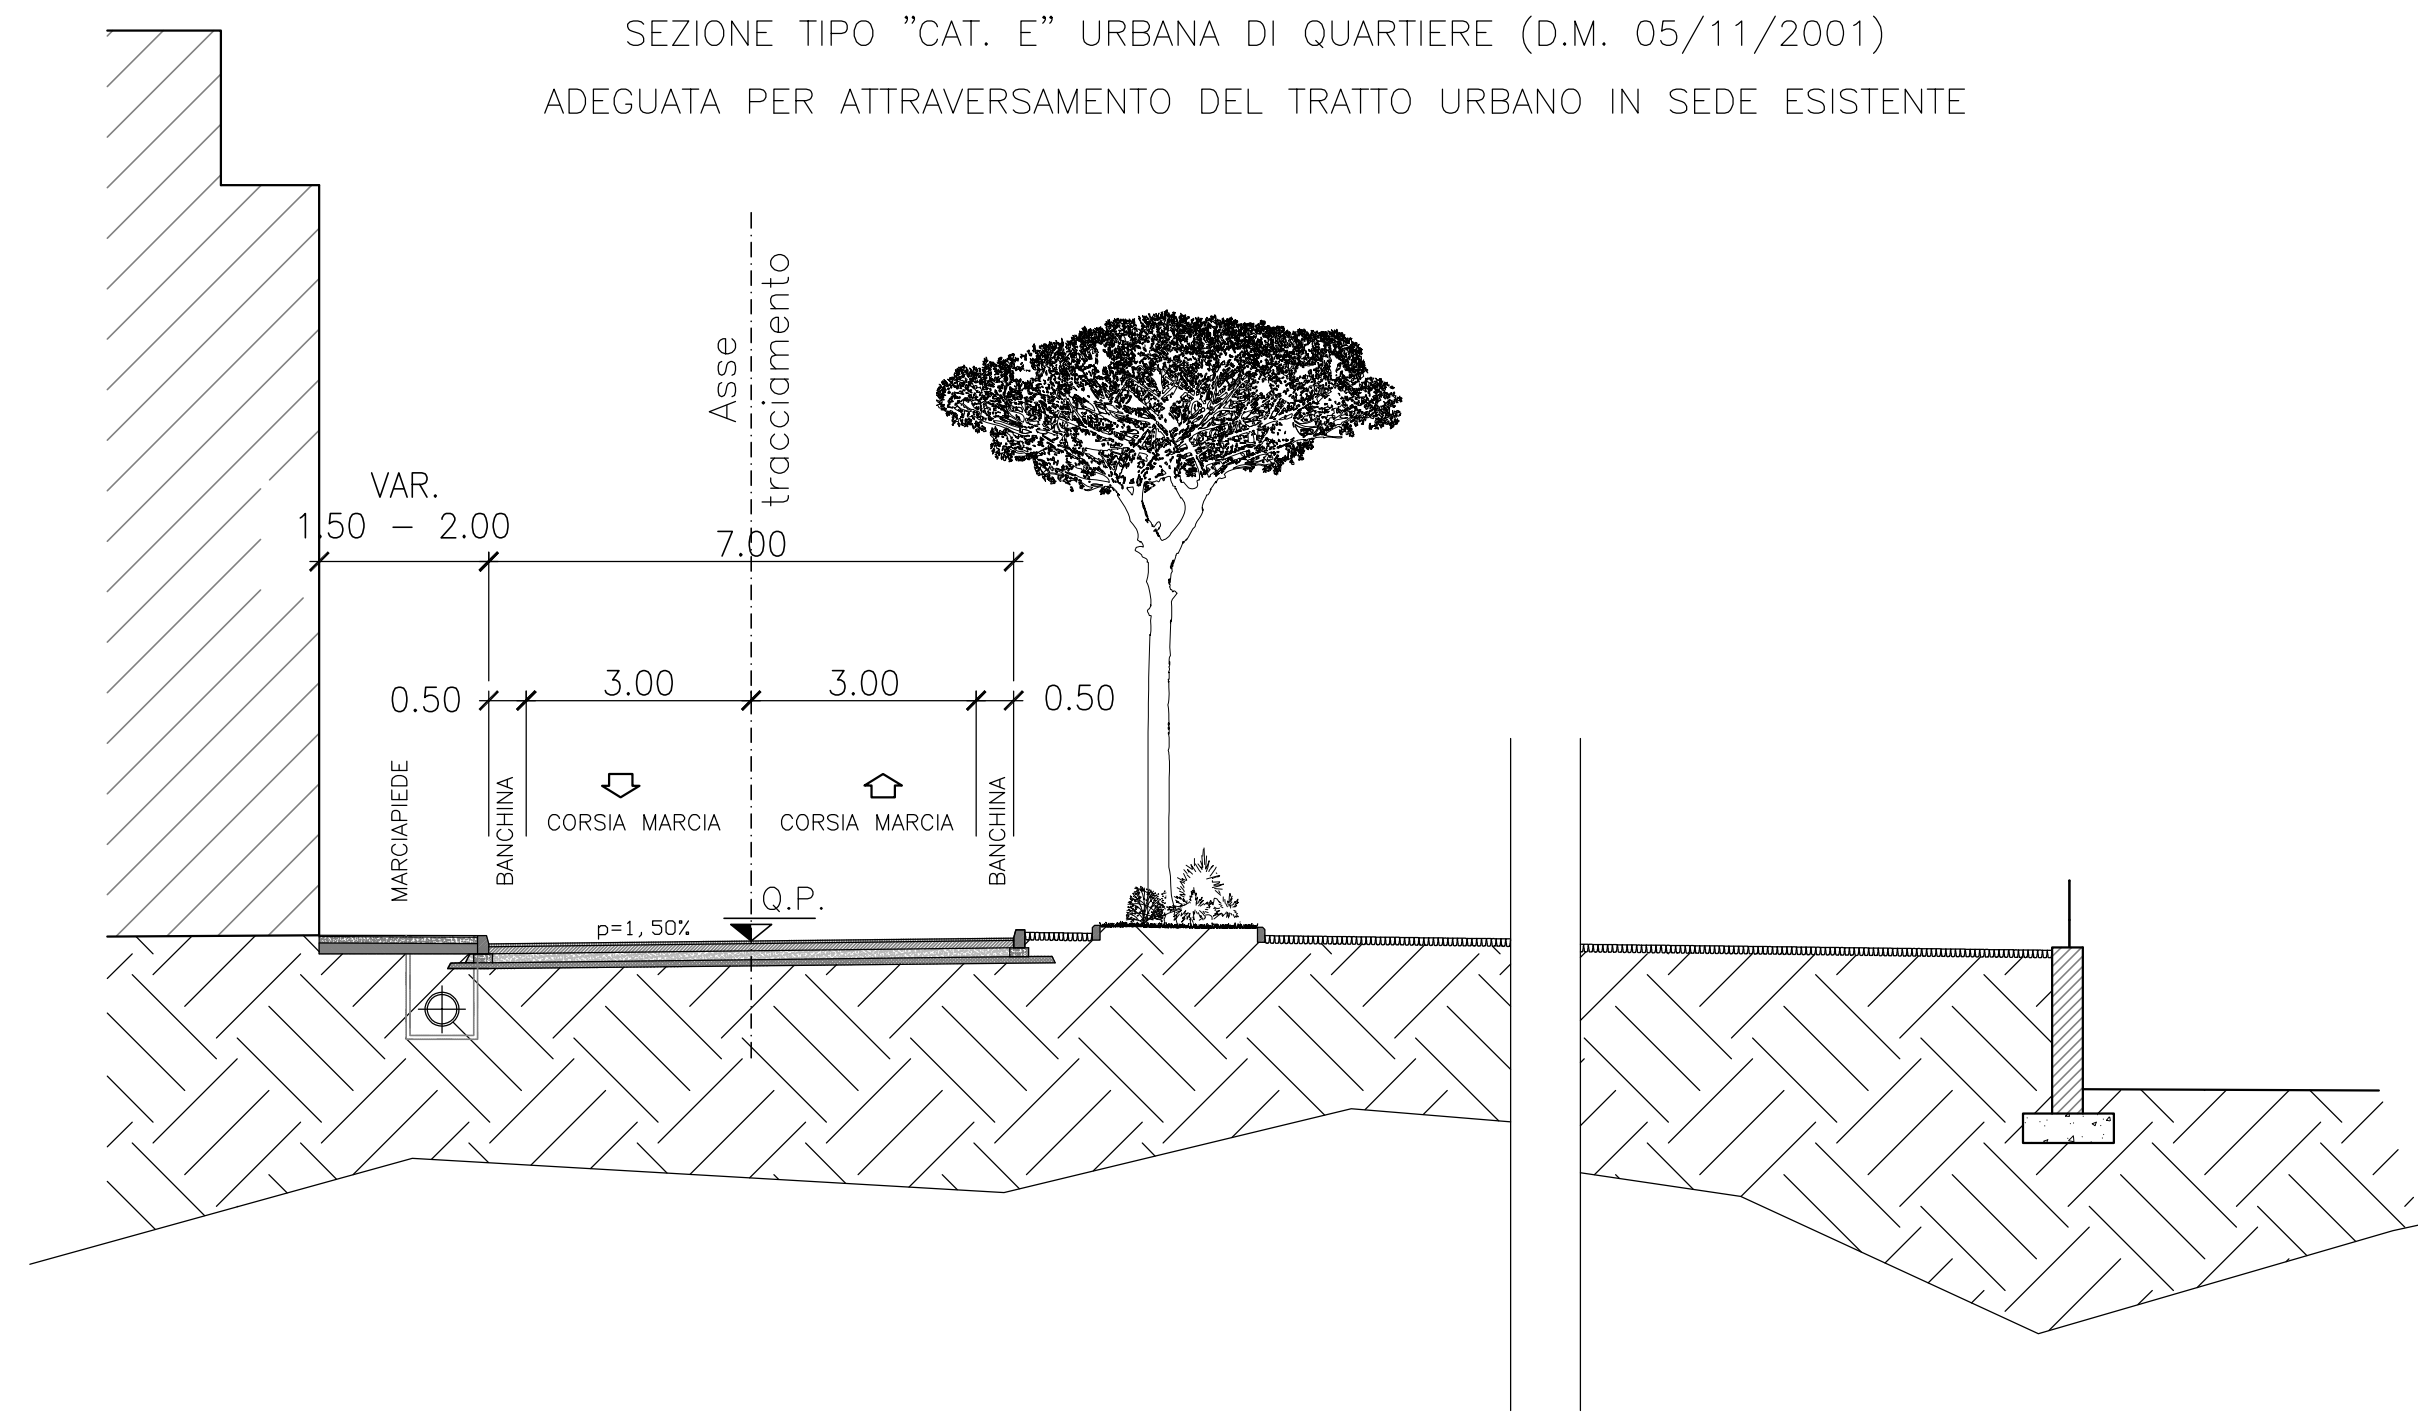 SEZIONE TIPO "CAT. E" URBANA DI QUARTIERE (D.M. 05/11/2001)
ADEGUATA PER ATTRAVERSAMENTO DEL TRATTO URBANO IN SEDE ESISTENTE
Asse
tracciamento
VAR.
1.50 - 2.00
7.00
0.50
3.00
3.00
0.50
MARCIAPIEDE
BANCHINA
CORSIA MARCIA
CORSIA MARCIA
BANCHINA
Q.P.
p=1,50%